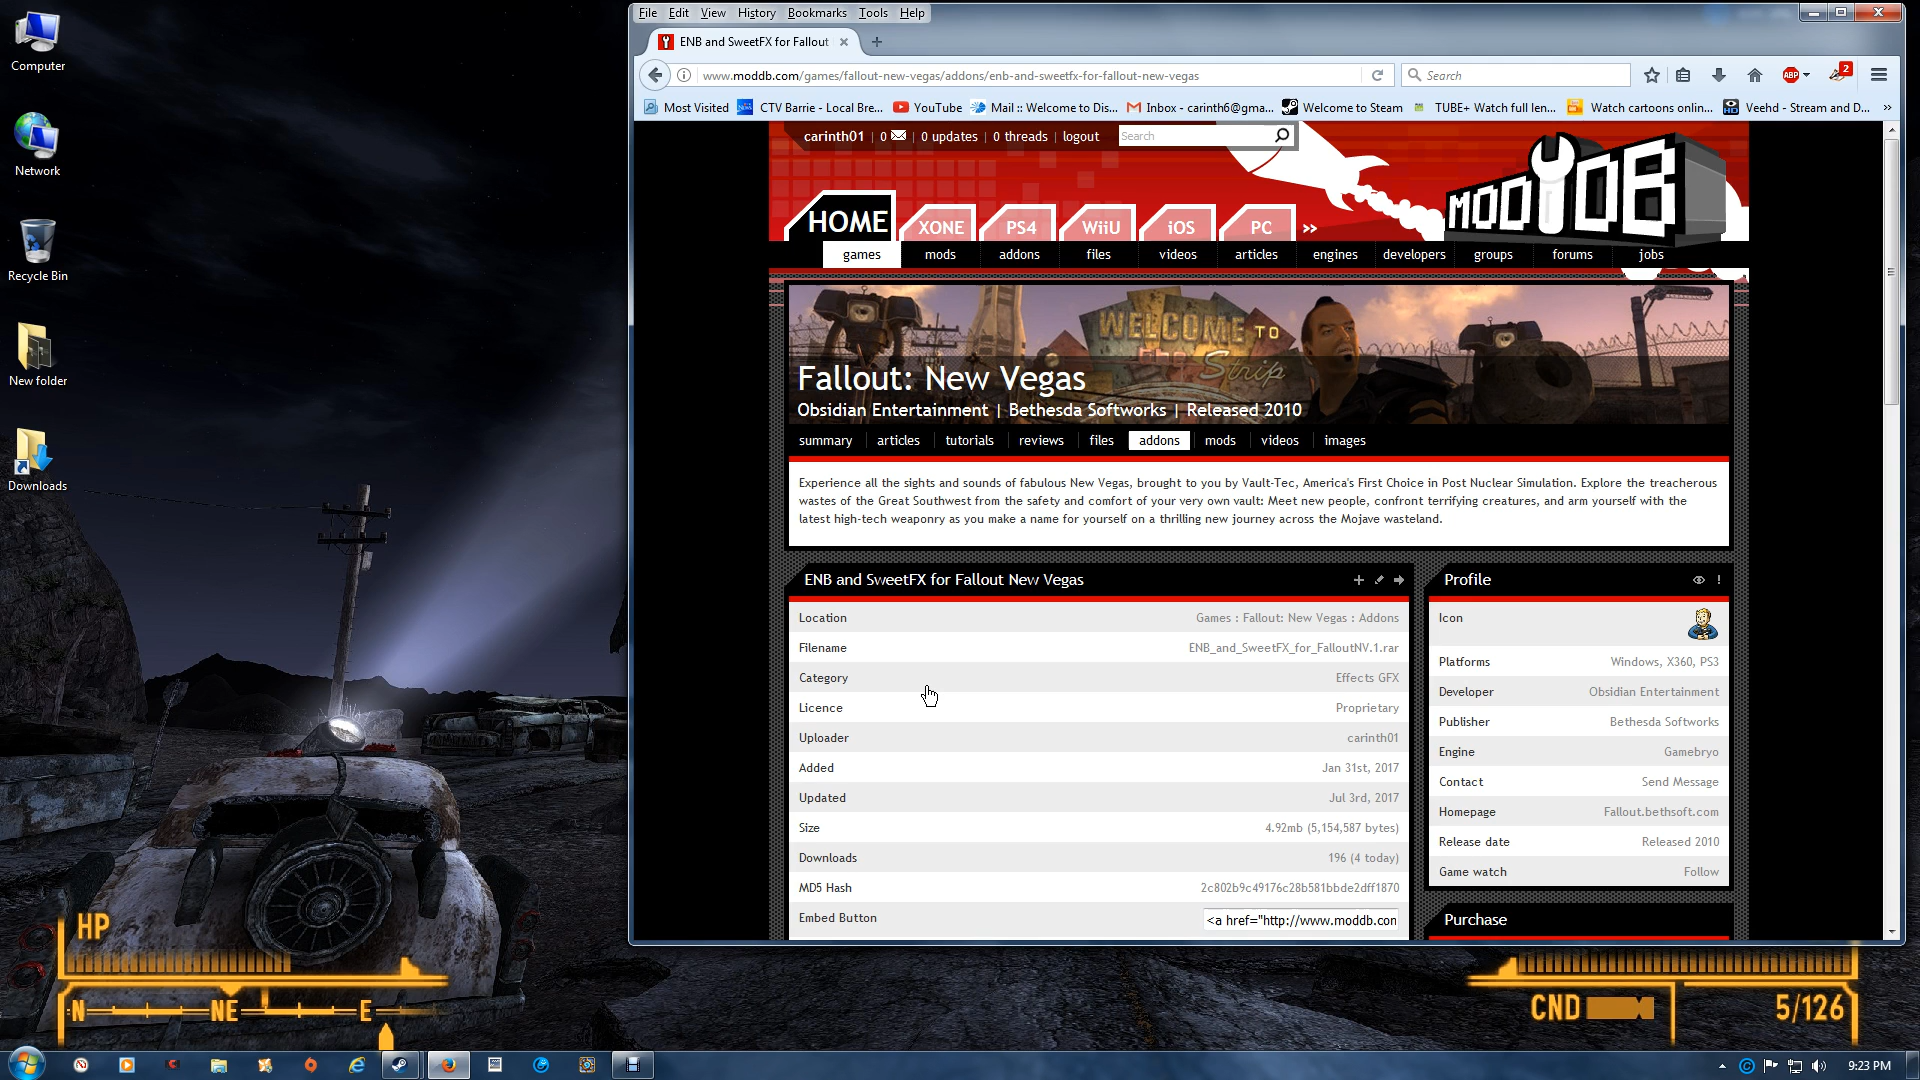 File Edit View History Bookmarks Tools Help
ENB and SweetFX for Fallout
www.moddb.com/games/fallout-new-vegas/addons/enb-and-sweetfx-for-fallout-new-vegas
Search
ABP
2
Most Visited CTV Barrie - Local Bre... YouTube Mail :: Welcome to Dis... Inbox - carinth6@gma... Welcome to Steam TUBE+ Watch full len... Watch cartoons onlin... Veehd - Stream and D... »
carinth01 | 0 | 0 updates | 0 threads | logout
Search
MOD DB
HOME XONE PS4 WiiU iOS PC »
games mods addons files videos articles engines developers groups forums jobs
WELCOME TO
Strip
Fallout: New Vegas
Obsidian Entertainment | Bethesda Softworks | Released 2010
summary articles tutorials reviews files addons mods videos images
Experience all the sights and sounds of fabulous New Vegas, brought to you by Vault-Tec, America's First Choice in Post Nuclear Simulation. Explore the treacherous
wastes of the Great Southwest from the safety and comfort of your very own vault: Meet new people, confront terrifying creatures, and arm yourself with the
latest high-tech weaponry as you make a name for yourself on a thrilling new journey across the Mojave wasteland.
ENB and SweetFX for Fallout New Vegas
Location Games : Fallout: New Vegas : Addons
Filename ENB_and_SweetFX_for_FalloutNV.1.rar
Category Effects GFX
Licence Proprietary
Uploader carinth01
Added Jan 31st, 2017
Updated Jul 3rd, 2017
Size 4.92mb (5,154,587 bytes)
Downloads 196 (4 today)
MD5 Hash 2c802b9c49176c28b581bbde2dff1870
Embed Button <a href="http://www.moddb.con
Profile
Icon
Platforms Windows, X360, PS3
Developer Obsidian Entertainment
Publisher Bethesda Softworks
Engine Gamebryo
Contact Send Message
Homepage Fallout.bethsoft.com
Release date Released 2010
Game watch Follow
Purchase
Computer
Network
Recycle Bin
New folder
Downloads
HP
N NE E
CND 5/126
9:23 PM